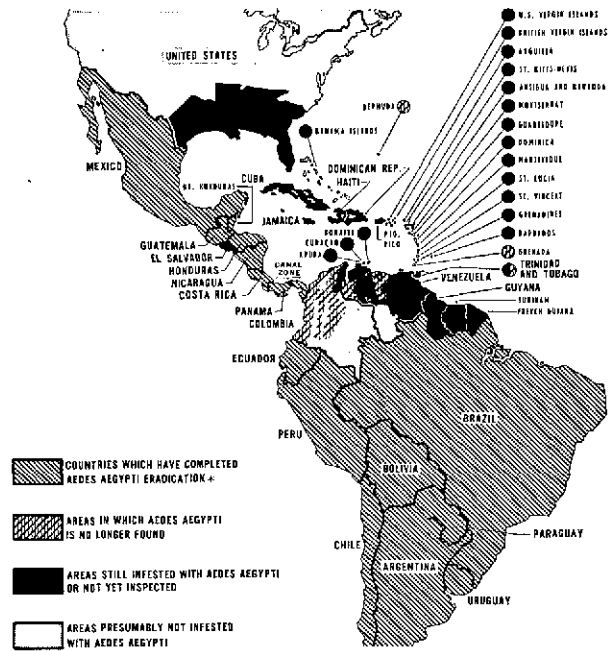 U.S. VIRGIN ISLANDS
BRITISH VIRGIN ISLANDS
ANGUILLA
ST. KITTS-NEVIS
ANTIGUA AND BARBUDA
MONTSERRAT
GUADELOUPE
DOMINICA
MARTINIQUE
ST. LUCIA
ST. VINCENT
GRENADINES
BARBADOS
GRENADA
TRINIDAD
AND TOBAGO
UNITED STATES
BERMUDA
BAHAMA ISLANDS
MEXICO
CUBA
BR. HONDURAS
DOMINICAN REP.
HAITI
JAMAICA
BONAIRE
CURACAO
ARUBA
PTO.
RICO
GUATEMALA
EL SALVADOR
HONDURAS
NICARAGUA
COSTA RICA
CANAL
ZONE
PANAMA
COLOMBIA
VENEZUELA
GUYANA
SURINAM
FRENCH GUIANA
ECUADOR
PERU
BRAZIL
BOLIVIA
CHILE
PARAGUAY
ARGENTINA
URUGUAY
COUNTRIES WHICH HAVE COMPLETED
AEDES AEGYPTI ERADICATION*
AREAS IN WHICH AEDES AEGYPTI
IS NO LONGER FOUND
AREAS STILL INFESTED WITH AEDES AEGYPTI
OR NOT YET INSPECTED
AREAS PRESUMABLY NOT INFESTED
WITH AEDES AEGYPTI